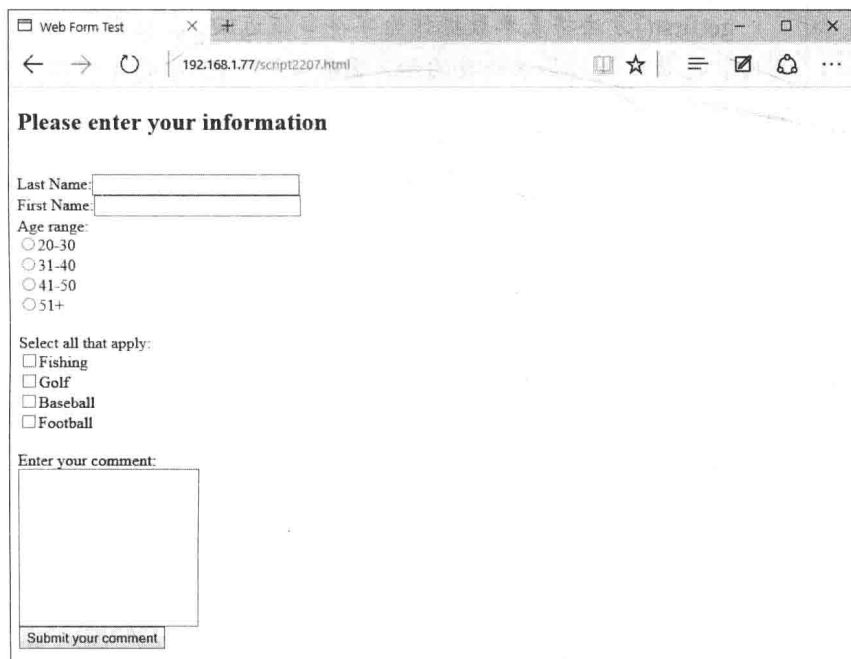 Web Form Test
192.168.1.77/script2207.html
Please enter your information
Last Name:
First Name:
Age range:
20-30
31-40
41-50
51+
Select all that apply:
Fishing
Golf
Baseball
Football
Enter your comment:
Submit your comment